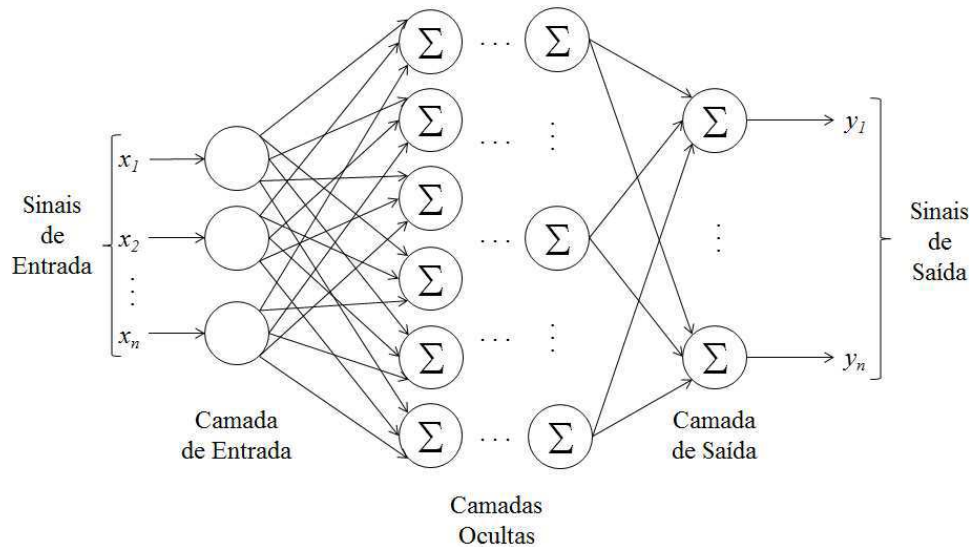 Σ ... Σ
Σ ... ⋮ Σ y₁
x₁
Sinais
de
Entrada
Σ
x₂
Σ ... Σ
⋮
Sinais
de
Saída
⋮
Σ
xₙ
Σ ... ⋮ Σ yₙ
Camada
de Entrada
Σ ... Σ
Camada
de Saída
Camadas
Ocultas